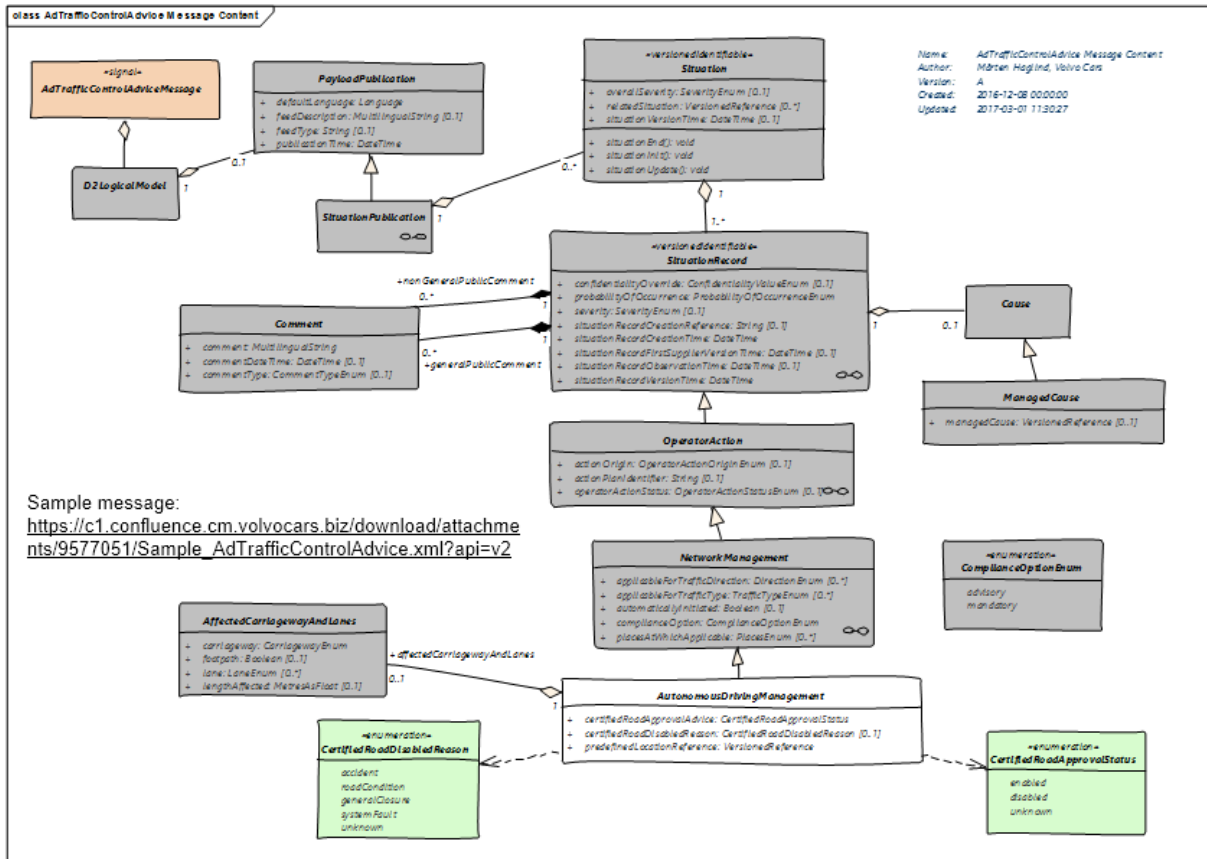 class AdTrafficControlAdvice Message Content
«signal»
AdTrafficControlAdviceMessage
PayloadPublication
+ defaultLanguage: Language
+ feedDescription: MultilingualString [0..1]
+ feedType: String [0..1]
+ publicationTime: DateTime
«versionedIdentifiable»
Situation
+ overallSeverity: SeverityEnum [0..1]
+ relatedSituation: VersionedReference [0..*]
+ situationVersionTime: DateTime [0..1]
+ situationEnd(): void
+ situationInit(): void
+ situationUpdate(): void
Name: AdTrafficControlAdvice Message Content
Author: Mårten Haglind, Volvo Cars
Version: A
Created: 2016-12-08 00:00:00
Updated: 2017-03-01 11:30:27
0..1
1
D2LogicalModel
SituationPublication
1
0..*
1
1..*
«versionedIdentifiable»
SituationRecord
+ confidentialityOverride: ConfidentialityValueEnum [0..1]
+ probabilityOfOccurrence: ProbabilityOfOccurrenceEnum
+ severity: SeverityEnum [0..1]
+ situationRecordCreationReference: String [0..1]
+ situationRecordCreationTime: DateTime
+ situationRecordFirstSupplierVersionTime: DateTime [0..1]
+ situationRecordObservationTime: DateTime [0..1]
+ situationRecordVersionTime: DateTime
+nonGeneralPublicComment
0..*
1
Comment
+ comment: MultilingualString
+ commentDateTime: DateTime [0..1]
+ commentType: CommentTypeEnum [0..1]
0..*
1
+generalPublicComment
Cause
1
0..1
ManagedCause
+ managedCause: VersionedReference [0..1]
OperatorAction
+ actionOrigin: OperatorActionOriginEnum [0..1]
+ actionPlanIdentifier: String [0..1]
+ operatorActionStatus: OperatorActionStatusEnum [0..1]
Sample message:
https://c1.confluence.cm.volvocars.biz/download/attachme
nts/9577051/Sample_AdTrafficControlAdvice.xml?api=v2
NetworkManagement
+ applicableForTrafficDirection: DirectionEnum [0..*]
+ applicableForTrafficType: TrafficTypeEnum [0..*]
+ automaticallyInitiated: Boolean [0..1]
+ complianceOption: ComplianceOptionEnum
+ placesAtWhichApplicable: PlacesEnum [0..*]
«enumeration»
ComplianceOptionEnum
advisory
mandatory
AffectedCarriagewayAndLanes
+ carriageway: CarriagewayEnum
+ footpath: Boolean [0..1]
+ lane: LaneEnum [0..*]
+ lengthAffected: MetresAsFloat [0..1]
+affectedCarriagewayAndLanes
0..1
1
AutonomousDrivingManagement
+ certifiedRoadApprovalAdvice: CertifiedRoadApprovalStatus
+ certifiedRoadDisabledReason: CertifiedRoadDisabledReason [0..1]
+ predefinedLocationReference: VersionedReference
«enumeration»
CertifiedRoadDisabledReason
accident
roadCondition
generalClosure
systemFault
unknown
«enumeration»
CertifiedRoadApprovalStatus
enabled
disabled
unknown